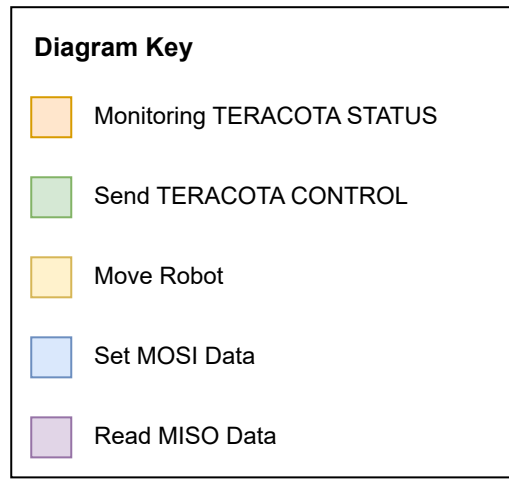 Diagram Key
Monitoring TERACOTA STATUS
Send TERACOTA CONTROL
Move Robot
Set MOSI Data
Read MISO Data